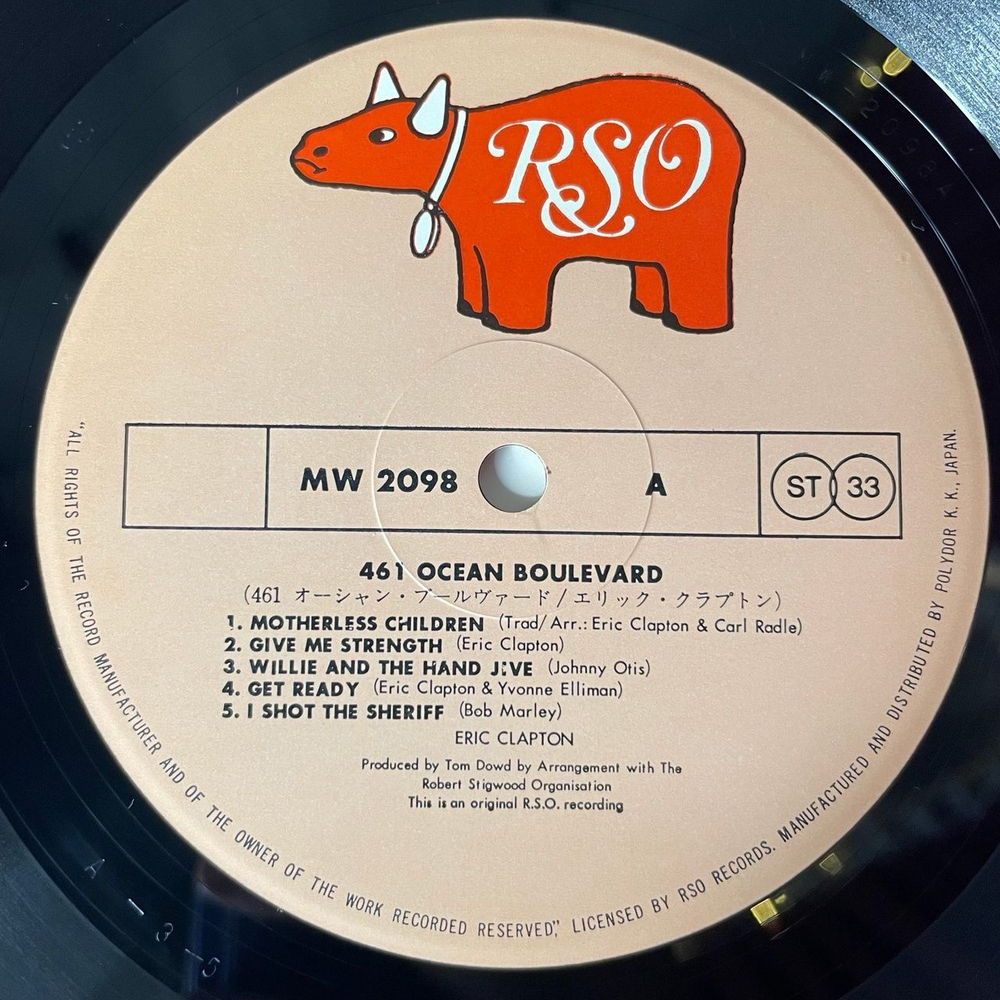 RSO
MW 2098
A
ST 33
461 OCEAN BOULEVARD
(461 オーシャン・ブールヴァード/エリック・クラプトン)
1. MOTHERLESS CHILDREN (Trad/Arr.: Eric Clapton & Carl Radle)
2. GIVE ME STRENGTH (Eric Clapton)
3. WILLIE AND THE HAND JIVE (Johnny Otis)
4. GET READY (Eric Clapton & Yvonne Elliman)
5. I SHOT THE SHERIFF (Bob Marley)
ERIC CLAPTON
Produced by Tom Dowd by Arrangement with The
Robert Stigwood Organisation
This is an original R.S.O. recording
"ALL RIGHTS OF THE RECORD MANUFACTURER AND OF THE OWNER OF THE WORK RECORDED RESERVED," LICENSED BY RSO RECORDS. MANUFACTURED AND DISTRIBUTED BY POLYDOR K. K., JAPAN.
A - 3 - 5